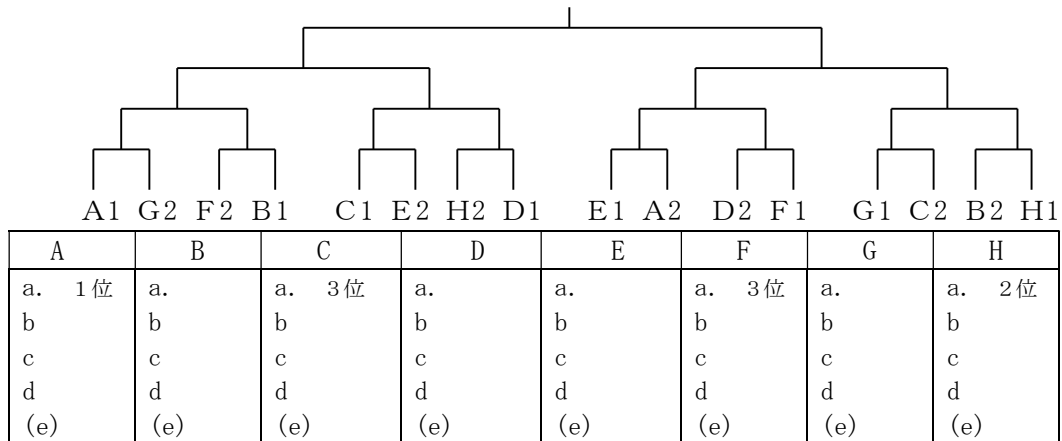 A1 G2 F2 B1 C1 E2 H2 D1 E1 A2 D2 F1 G1 C2 B2 H1
A B C D E F G H
a. 1位 a. a. 3位 a. a. a. 3位 a. a. 2位
b b b b b b b b
c c c c c c c c
d d d d d d d d
(e) (e) (e) (e) (e) (e) (e) (e)